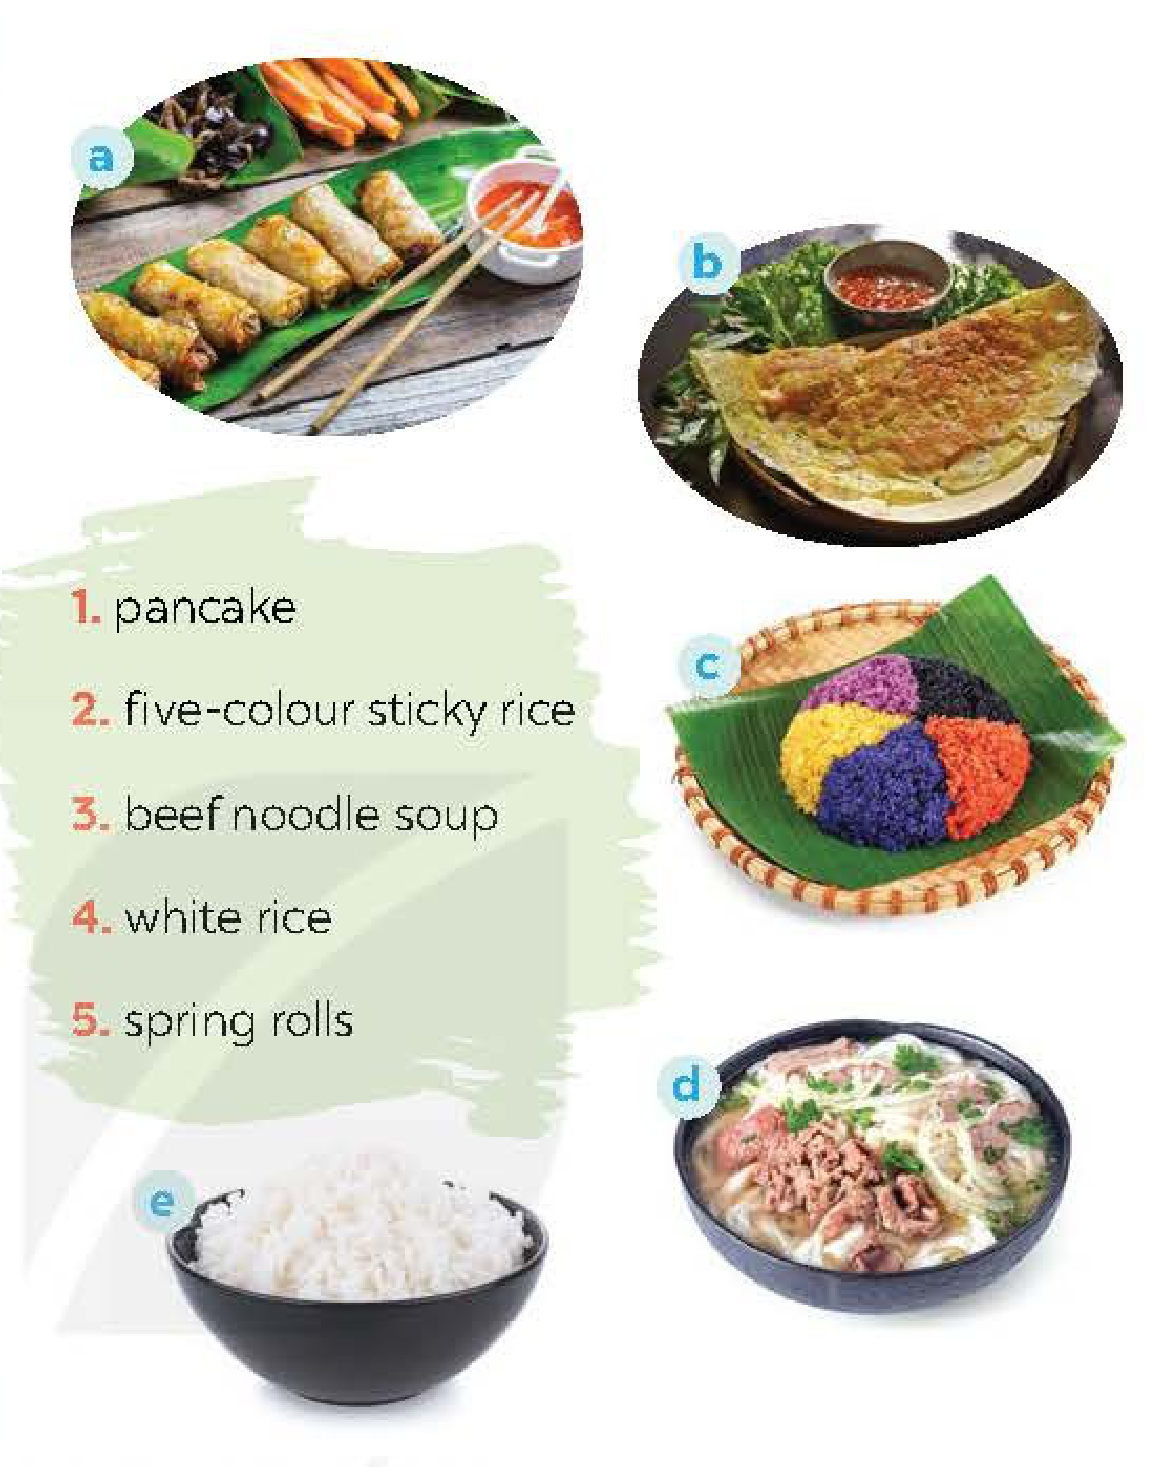 a
b
1. pancake
c
2. five-colour sticky rice
3. beef noodle soup
4. white rice
5. spring rolls
d
e